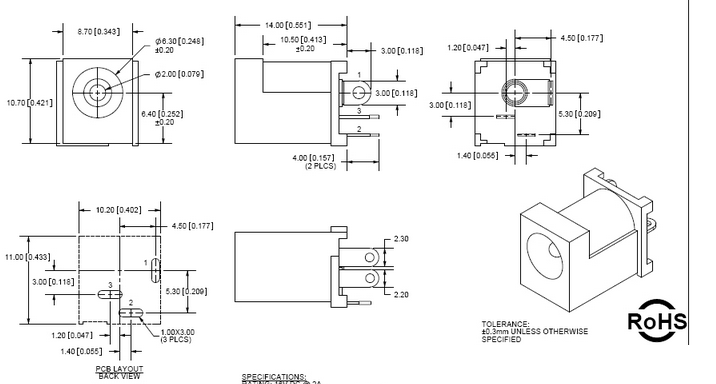 8.70 [0.343]
Ø6.30 [0.248]
±0.20
Ø2.00 [0.079]
10.70 [0.421]
6.40 [0.252]
±0.20
14.00 [0.551]
10.50 [0.413]
±0.20
3.00 [0.118]
1
3.00 [0.118]
3
2
4.00 [0.157]
(2 PLCS)
4.50 [0.177]
1.20 [0.047]
3.00 [0.118]
5.30 [0.209]
1.40 [0.055]
10.20 [0.402]
4.50 [0.177]
11.00 [0.433]
1
3.00 [0.118]
3
5.30 [0.209]
2
1.20 [0.047]
1.00X3.00
(3 PLCS)
1.40 [0.055]
PCB LAYOUT
BACK VIEW
2.30
2.20
TOLERANCE:
±0.3mm UNLESS OTHERWISE
SPECIFIED
RoHS
SPECIFICATIONS: